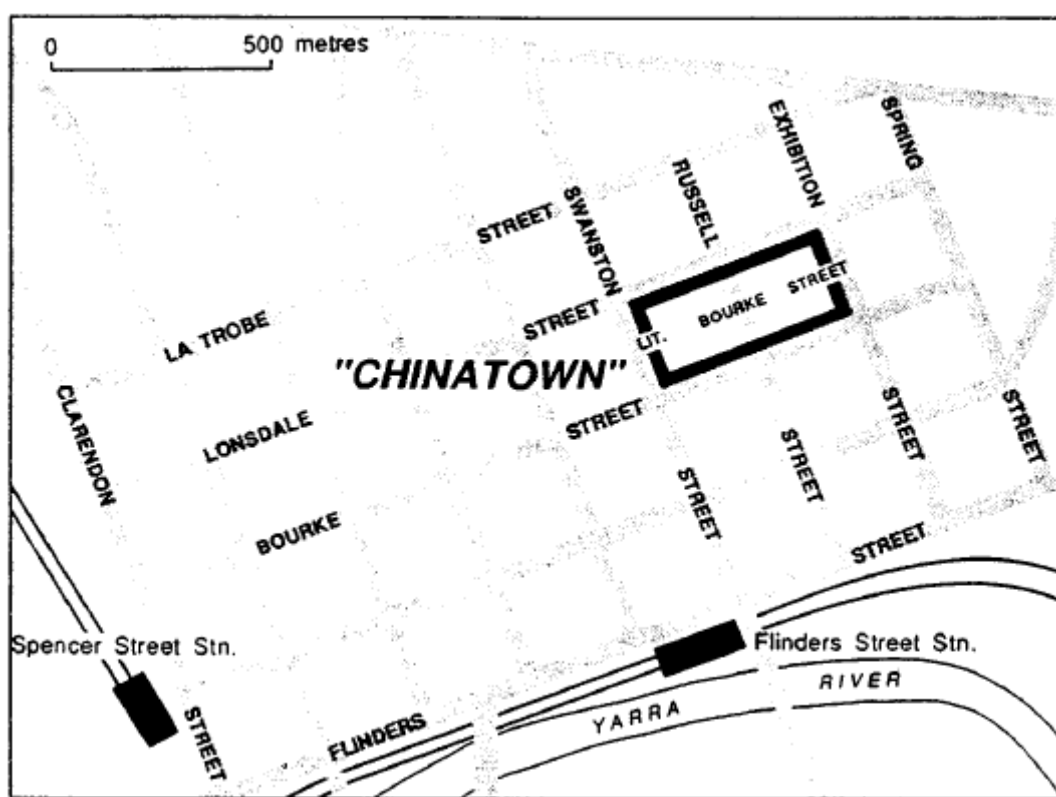 0 500 metres
EXHIBITION
SPRING
RUSSELL
SWANSTON
STREET
LA TROBE
STREET
BOURKE
LIT.
STREET
"CHINATOWN"
CLARENDON
LONSDALE
STREET
STREET
STREET
STREET
STREET
BOURKE
STREET
Spencer Street Stn.
Flinders Street Stn.
RIVER
YARRA
STREET
FLINDERS